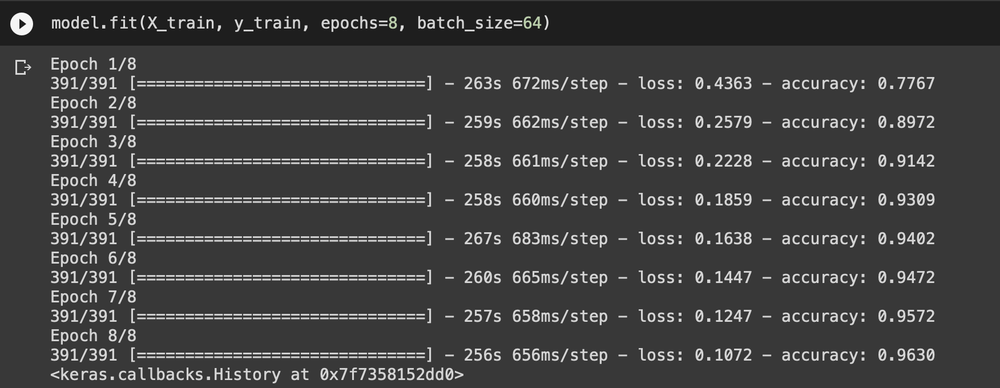 model.fit(X_train, y_train, epochs=8, batch_size=64)
Epoch 1/8
391/391 [==============================] - 263s 672ms/step - loss: 0.4363 - accuracy: 0.7767
Epoch 2/8
391/391 [==============================] - 259s 662ms/step - loss: 0.2579 - accuracy: 0.8972
Epoch 3/8
391/391 [==============================] - 258s 661ms/step - loss: 0.2228 - accuracy: 0.9142
Epoch 4/8
391/391 [==============================] - 258s 660ms/step - loss: 0.1859 - accuracy: 0.9309
Epoch 5/8
391/391 [==============================] - 267s 683ms/step - loss: 0.1638 - accuracy: 0.9402
Epoch 6/8
391/391 [==============================] - 260s 665ms/step - loss: 0.1447 - accuracy: 0.9472
Epoch 7/8
391/391 [==============================] - 257s 658ms/step - loss: 0.1247 - accuracy: 0.9572
Epoch 8/8
391/391 [==============================] - 256s 656ms/step - loss: 0.1072 - accuracy: 0.9630
<keras.callbacks.History at 0x7f7358152dd0>